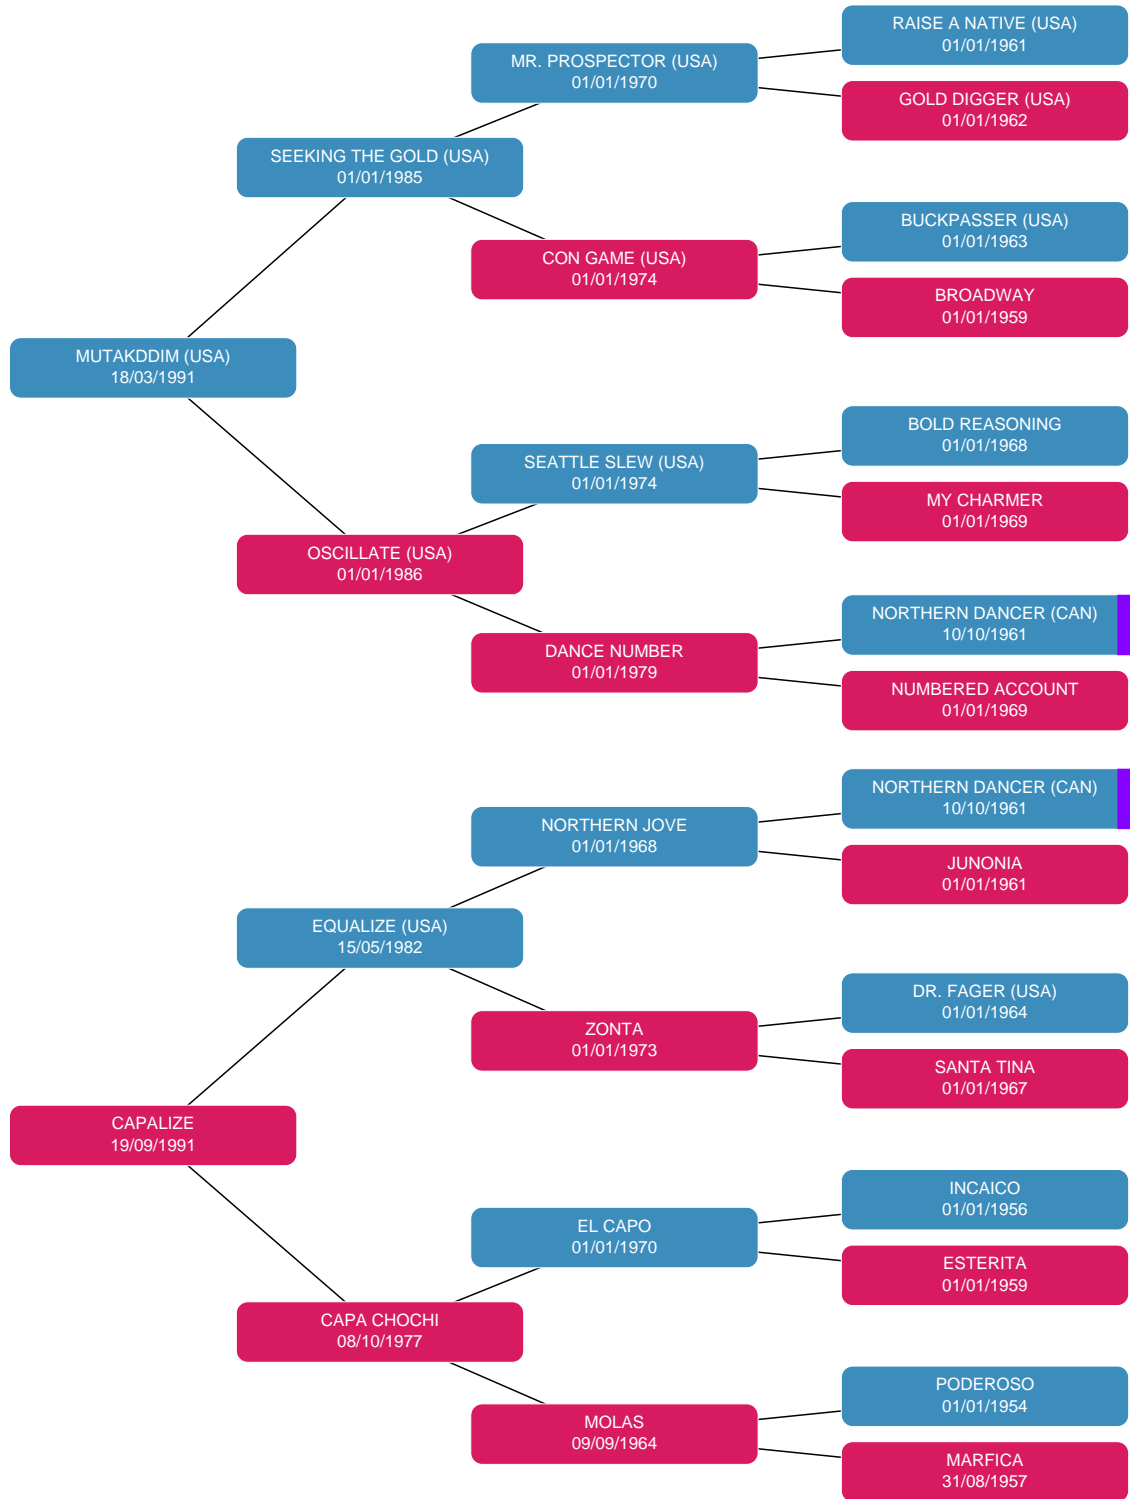 RAISE A NATIVE (USA)
01/01/1961
MR. PROSPECTOR (USA)
01/01/1970
GOLD DIGGER (USA)
01/01/1962
SEEKING THE GOLD (USA)
01/01/1985
BUCKPASSER (USA)
01/01/1963
CON GAME (USA)
01/01/1974
BROADWAY
01/01/1959
MUTAKDDIM (USA)
18/03/1991
BOLD REASONING
01/01/1968
SEATTLE SLEW (USA)
01/01/1974
MY CHARMER
01/01/1969
OSCILLATE (USA)
01/01/1986
NORTHERN DANCER (CAN)
10/10/1961
DANCE NUMBER
01/01/1979
NUMBERED ACCOUNT
01/01/1969
NORTHERN DANCER (CAN)
10/10/1961
NORTHERN JOVE
01/01/1968
JUNONIA
01/01/1961
EQUALIZE (USA)
15/05/1982
DR. FAGER (USA)
01/01/1964
ZONTA
01/01/1973
SANTA TINA
01/01/1967
CAPALIZE
19/09/1991
INCAICO
01/01/1956
EL CAPO
01/01/1970
ESTERITA
01/01/1959
CAPA CHOCHI
08/10/1977
PODEROSO
01/01/1954
MOLAS
09/09/1964
MARFICA
31/08/1957